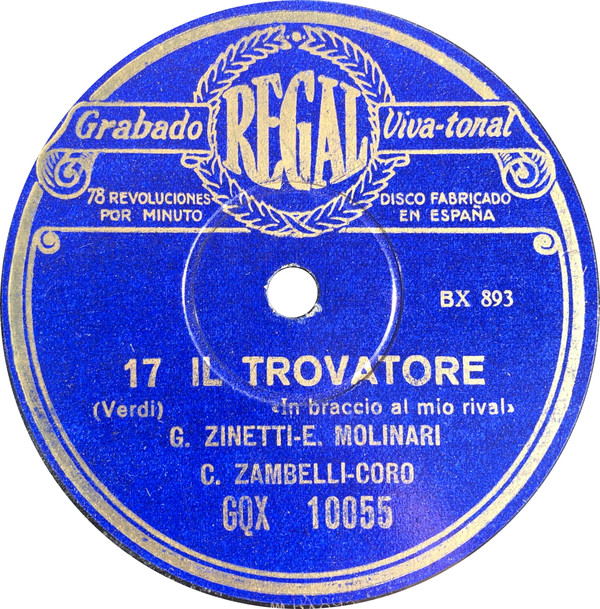 REGAL
Grabado Viva-tonal
78 REVOLUCIONES
POR MINUTO
DISCO FABRICADO
EN ESPAÑA
BX 893
17 IL TROVATORE
(Verdi) «In braccio al mio rival»
G. ZINETTI-E. MOLINARI
C. ZAMBELLI-CORO
GQX 10055